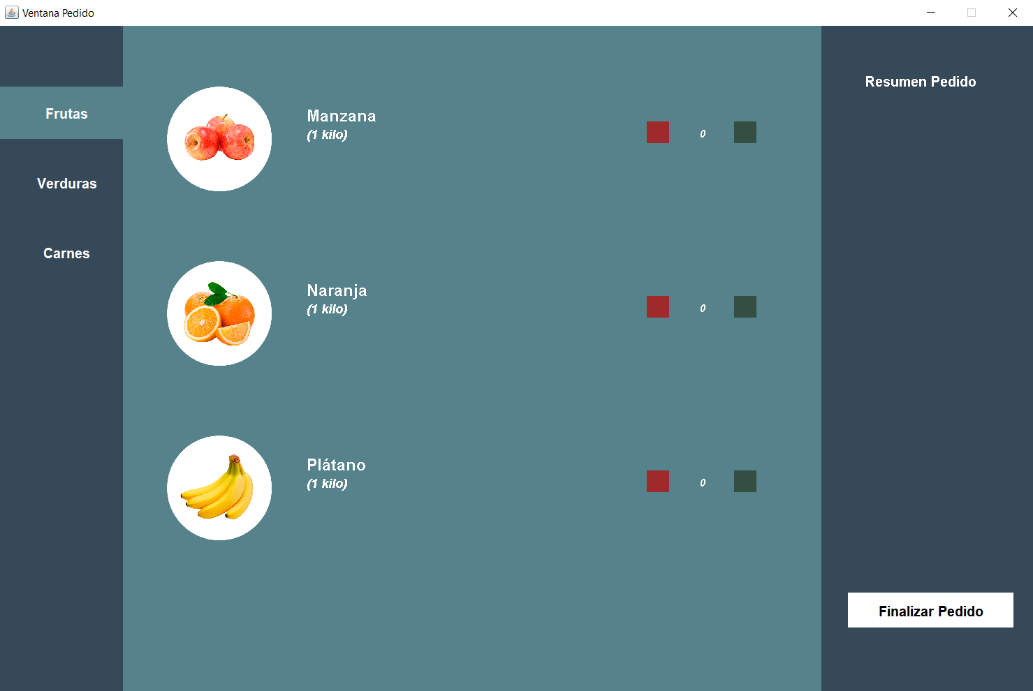 Ventana Pedido
Frutas
Verduras
Carnes
Manzana
(1 kilo)
0
Naranja
(1 kilo)
0
Plátano
(1 kilo)
0
Resumen Pedido
Finalizar Pedido